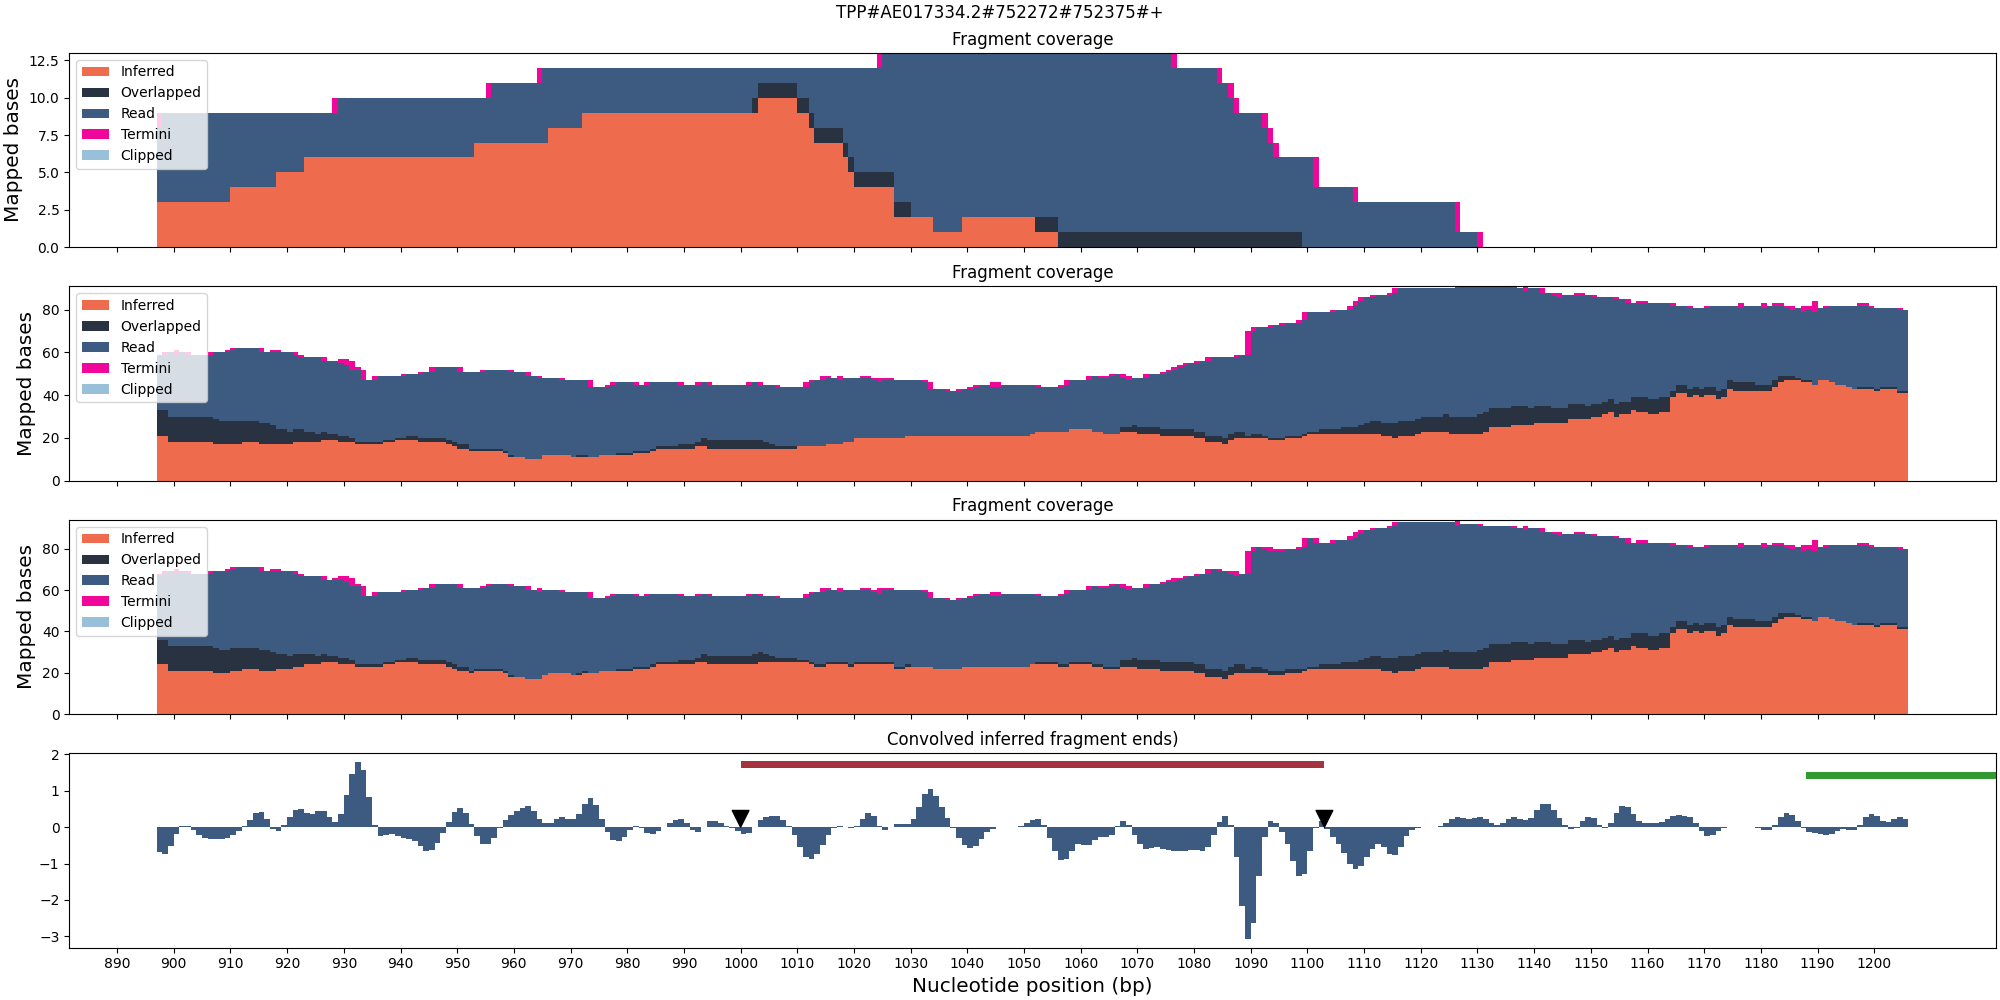 TPP#AE017334.2#752272#752375#+
Fragment coverage
Mapped bases
12.5
10.0
7.5
5.0
2.5
0.0
Inferred
Overlapped
Read
Termini
Clipped
Fragment coverage
Mapped bases
80
60
40
20
0
Inferred
Overlapped
Read
Termini
Clipped
Fragment coverage
Mapped bases
80
60
40
20
0
Inferred
Overlapped
Read
Termini
Clipped
Convolved inferred fragment ends)
2
1
0
−1
−2
−3
890 900 910 920 930 940 950 960 970 980 990 1000 1010 1020 1030 1040 1050 1060 1070 1080 1090 1100 1110 1120 1130 1140 1150 1160 1170 1180 1190 1200
Nucleotide position (bp)